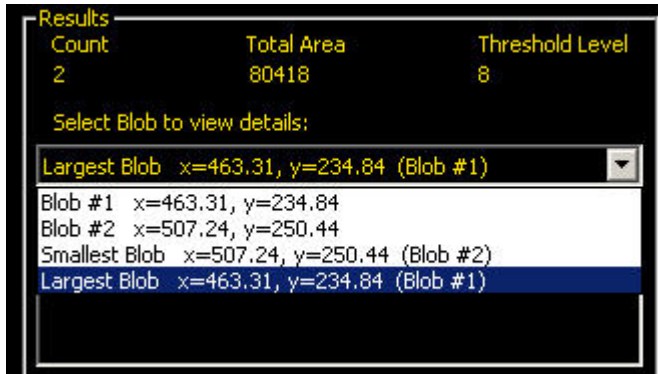 Results
Count Total Area Threshold Level
2 80418 8
Select Blob to view details:
Largest Blob x=463.31, y=234.84 (Blob #1)
Blob #1 x=463.31, y=234.84
Blob #2 x=507.24, y=250.44
Smallest Blob x=507.24, y=250.44 (Blob #2)
Largest Blob x=463.31, y=234.84 (Blob #1)